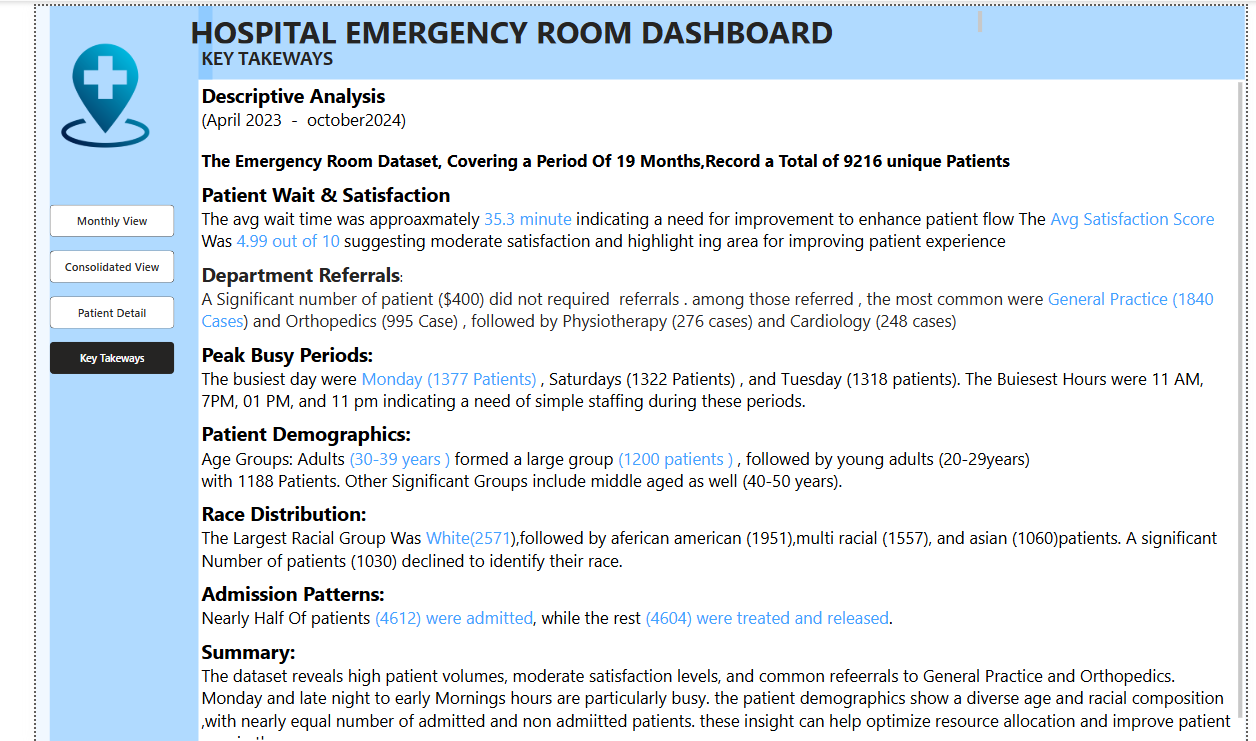 HOSPITAL EMERGENCY ROOM DASHBOARD
KEY TAKEWAYS
Monthly View
Consolidated View
Patient Detail
Key Takeways
Descriptive Analysis
(April 2023 - october2024)
The Emergency Room Dataset, Covering a Period Of 19 Months,Record a Total of 9216 unique Patients
Patient Wait & Satisfaction
The avg wait time was approaxmately 35.3 minute indicating a need for improvement to enhance patient flow The Avg Satisfaction Score
Was 4.99 out of 10 suggesting moderate satisfaction and highlight ing area for improving patient experience
Department Referrals:
A Significant number of patient ($400) did not required referrals . among those referred , the most common were General Practice (1840
Cases) and Orthopedics (995 Case) , followed by Physiotherapy (276 cases) and Cardiology (248 cases)
Peak Busy Periods:
The busiest day were Monday (1377 Patients) , Saturdays (1322 Patients) , and Tuesday (1318 patients). The Buiesest Hours were 11 AM,
7PM, 01 PM, and 11 pm indicating a need of simple staffing during these periods.
Patient Demographics:
Age Groups: Adults (30-39 years ) formed a large group (1200 patients ) , followed by young adults (20-29years)
with 1188 Patients. Other Significant Groups include middle aged as well (40-50 years).
Race Distribution:
The Largest Racial Group Was White(2571),followed by aferican american (1951),multi racial (1557), and asian (1060)patients. A significant
Number of patients (1030) declined to identify their race.
Admission Patterns:
Nearly Half Of patients (4612) were admitted, while the rest (4604) were treated and released.
Summary:
The dataset reveals high patient volumes, moderate satisfaction levels, and common refeerrals to General Practice and Orthopedics.
Monday and late night to early Mornings hours are particularly busy. the patient demographics show a diverse age and racial composition
,with nearly equal number of admitted and non admiitted patients. these insight can help optimize resource allocation and improve patient